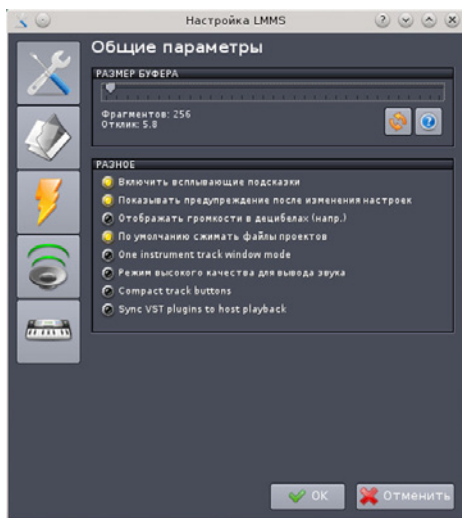 Настройка LMMS
Общие параметры
РАЗМЕР БУФЕРА
Фрагментов: 256
Отклик: 5.8
РАЗНОЕ
Включить всплывающие подсказки
Показывать предупреждение после изменения настроек
Отображать громкости в децибелах (напр.)
По умолчанию сжимать файлы проектов
One instrument track window mode
Режим высокого качества для вывода звука
Compact track buttons
Sync VST plugins to host playback
OK
Отменить